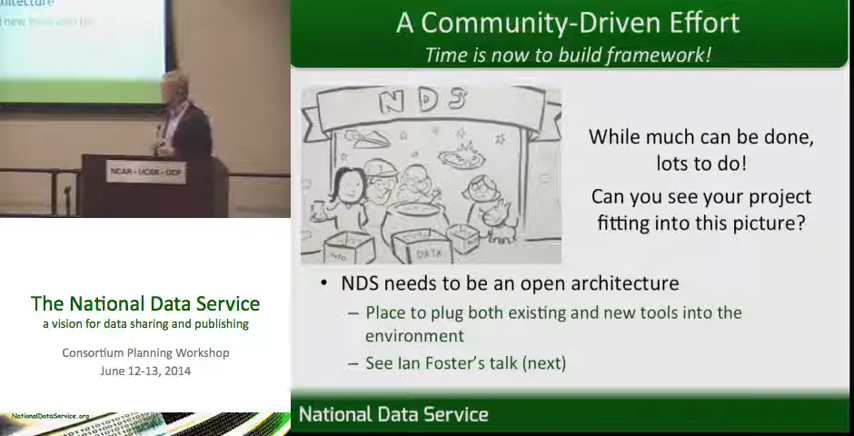 A Community-Driven Effort
Time is now to build framework!
NDS
While much can be done,
lots to do!
Can you see your project
fitting into this picture?
INFO
DATA
• NDS needs to be an open architecture
– Place to plug both existing and new tools into the
environment
– See Ian Foster's talk (next)
National Data Service
NCAR - UCAR - UCP
The National Data Service
a vision for data sharing and publishing
Consortium Planning Workshop
June 12-13, 2014
NationalDataService.org